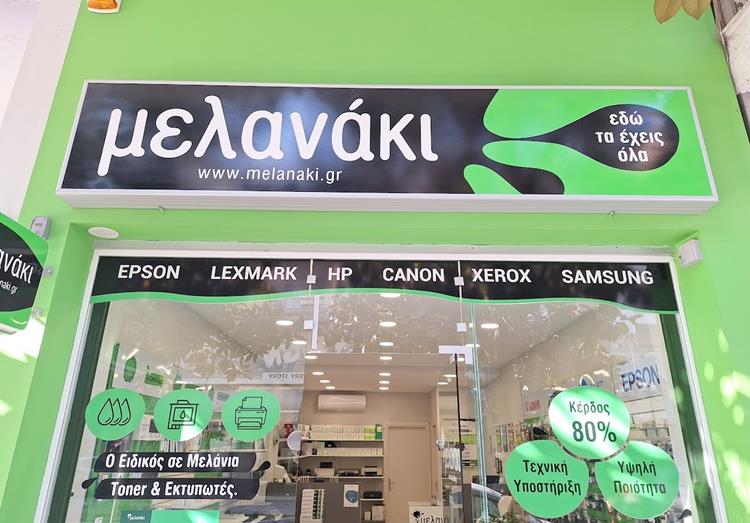 μελανάκι
www.melanaki.gr
εδώ
τα έχεις
όλα
EPSON LEXMARK HP CANON XEROX SAMSUNG
EPSON
Κέρδος
80%
Ο Ειδικός σε Μελάνια
Toner & Εκτυπωτές.
Τεχνική
Υποστήριξη
Υψηλή
Ποιότητα